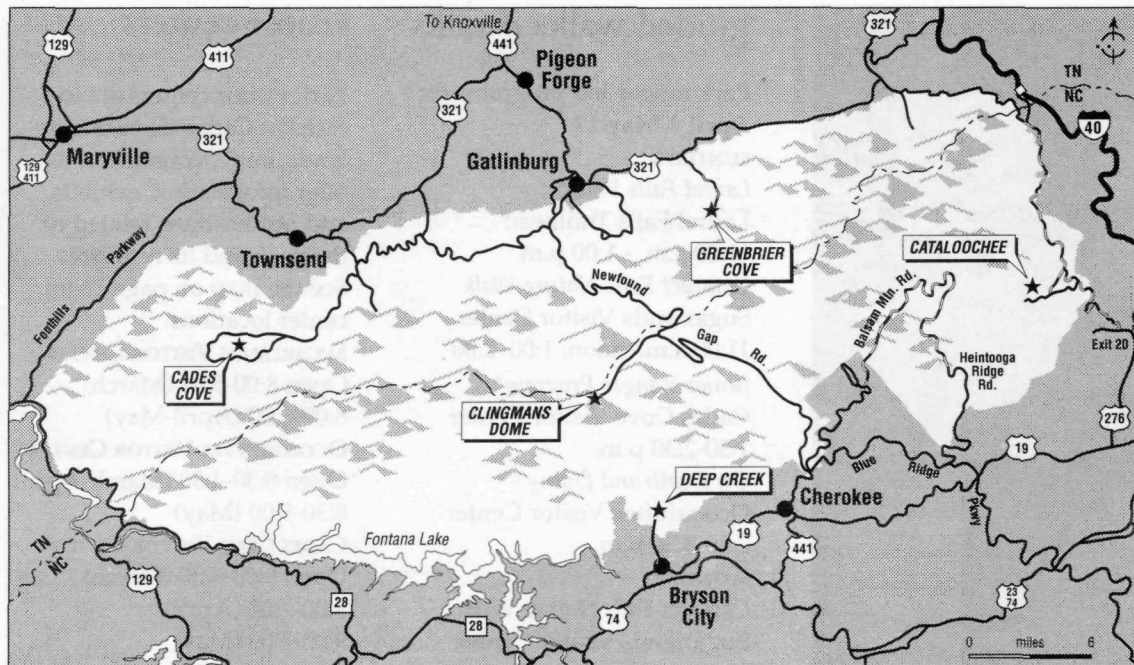 To Knoxville
129
411
441
321
Pigeon
Forge
321
TN
NC
40
Maryville
321
321
129
411
Gatlinburg
321
Foothills
Parkway
Townsend
GREENBRIER
COVE
CATALOOCHEE
Newfound
Gap
Rd.
Balsam Mtn. Rd.
Heintooga
Ridge
Rd.
Exit 20
CADES
COVE
CLINGMANS
DOME
276
19
Blue
Ridge
Pkwy
DEEP CREEK
Cherokee
19
441
Fontana Lake
TN
NC
129
28
28
74
Bryson
City
23
74
0 miles 6